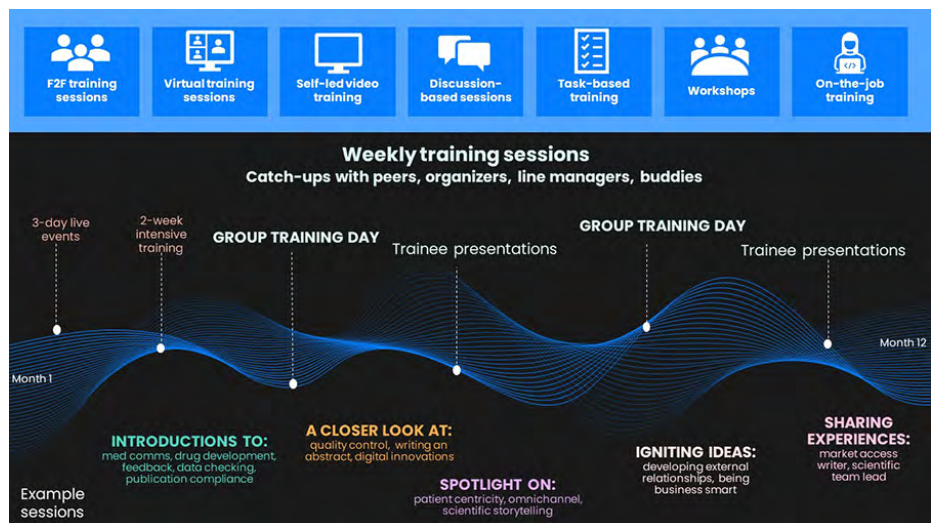 F2F training
sessions
Virtual training
sessions
Self-led video
training
Discussion-
based sessions
Task-based
training
Workshops
On-the-job
training
Weekly training sessions
Catch-ups with peers, organizers, line managers, buddies
3-day live
events
2-week
intensive
training
GROUP TRAINING DAY
Trainee presentations
GROUP TRAINING DAY
Trainee presentations
Month 1
Month 12
INTRODUCTIONS TO:
med comms, drug development,
feedback, data checking,
publication compliance
A CLOSER LOOK AT:
quality control, writing an
abstract, digital innovations
SPOTLIGHT ON:
patient centricity, omnichannel,
scientific storytelling
IGNITING IDEAS:
developing external
relationships, being
business smart
SHARING
EXPERIENCES:
market access
writer, scientific
team lead
Example
sessions